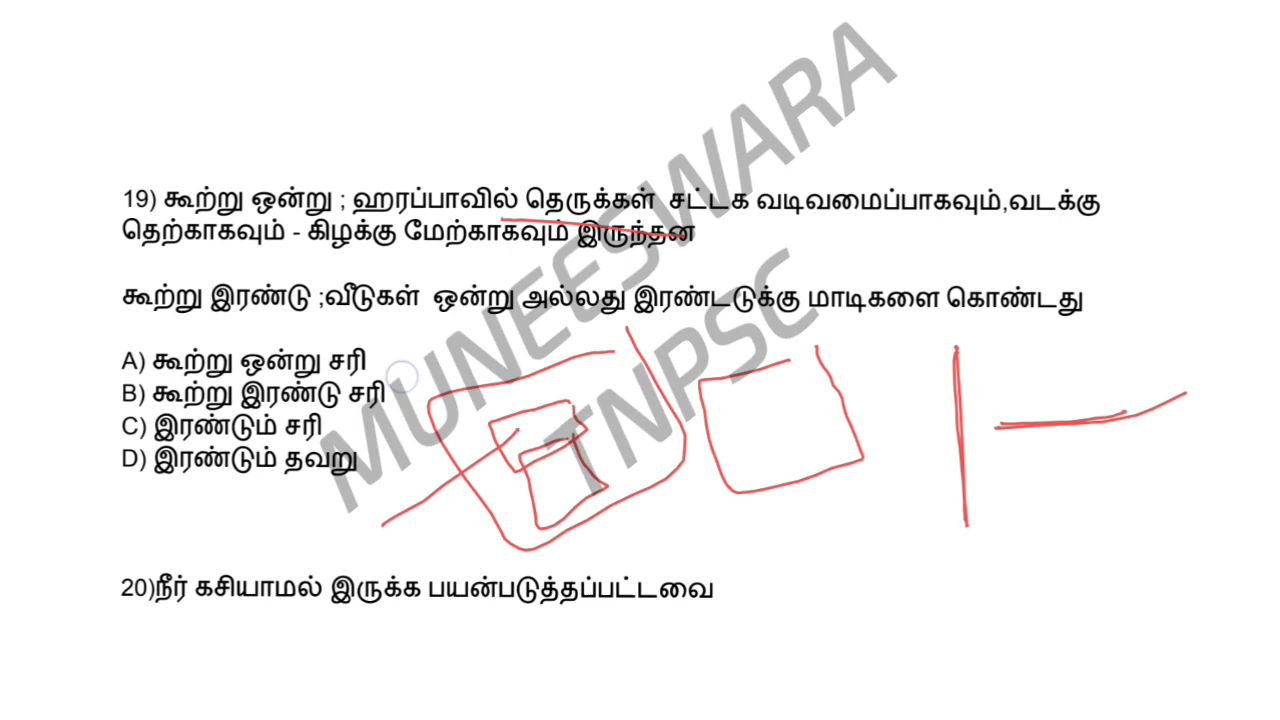 19) கூற்று ஒன்று ; ஹரப்பாவில் தெருக்கள் சட்டக வடிவமைப்பாகவும்,வடக்கு
தெற்காகவும் - கிழக்கு மேற்காகவும் இருந்தன
கூற்று இரண்டு ;வீடுகள் ஒன்று அல்லது இரண்டடுக்கு மாடிகளை கொண்டது
A) கூற்று ஒன்று சரி
B) கூற்று இரண்டு சரி
C) இரண்டும் சரி
D) இரண்டும் தவறு
20)நீர் கசியாமல் இருக்க பயன்படுத்தப்பட்டவை
MUNEESWARA
TNPSC